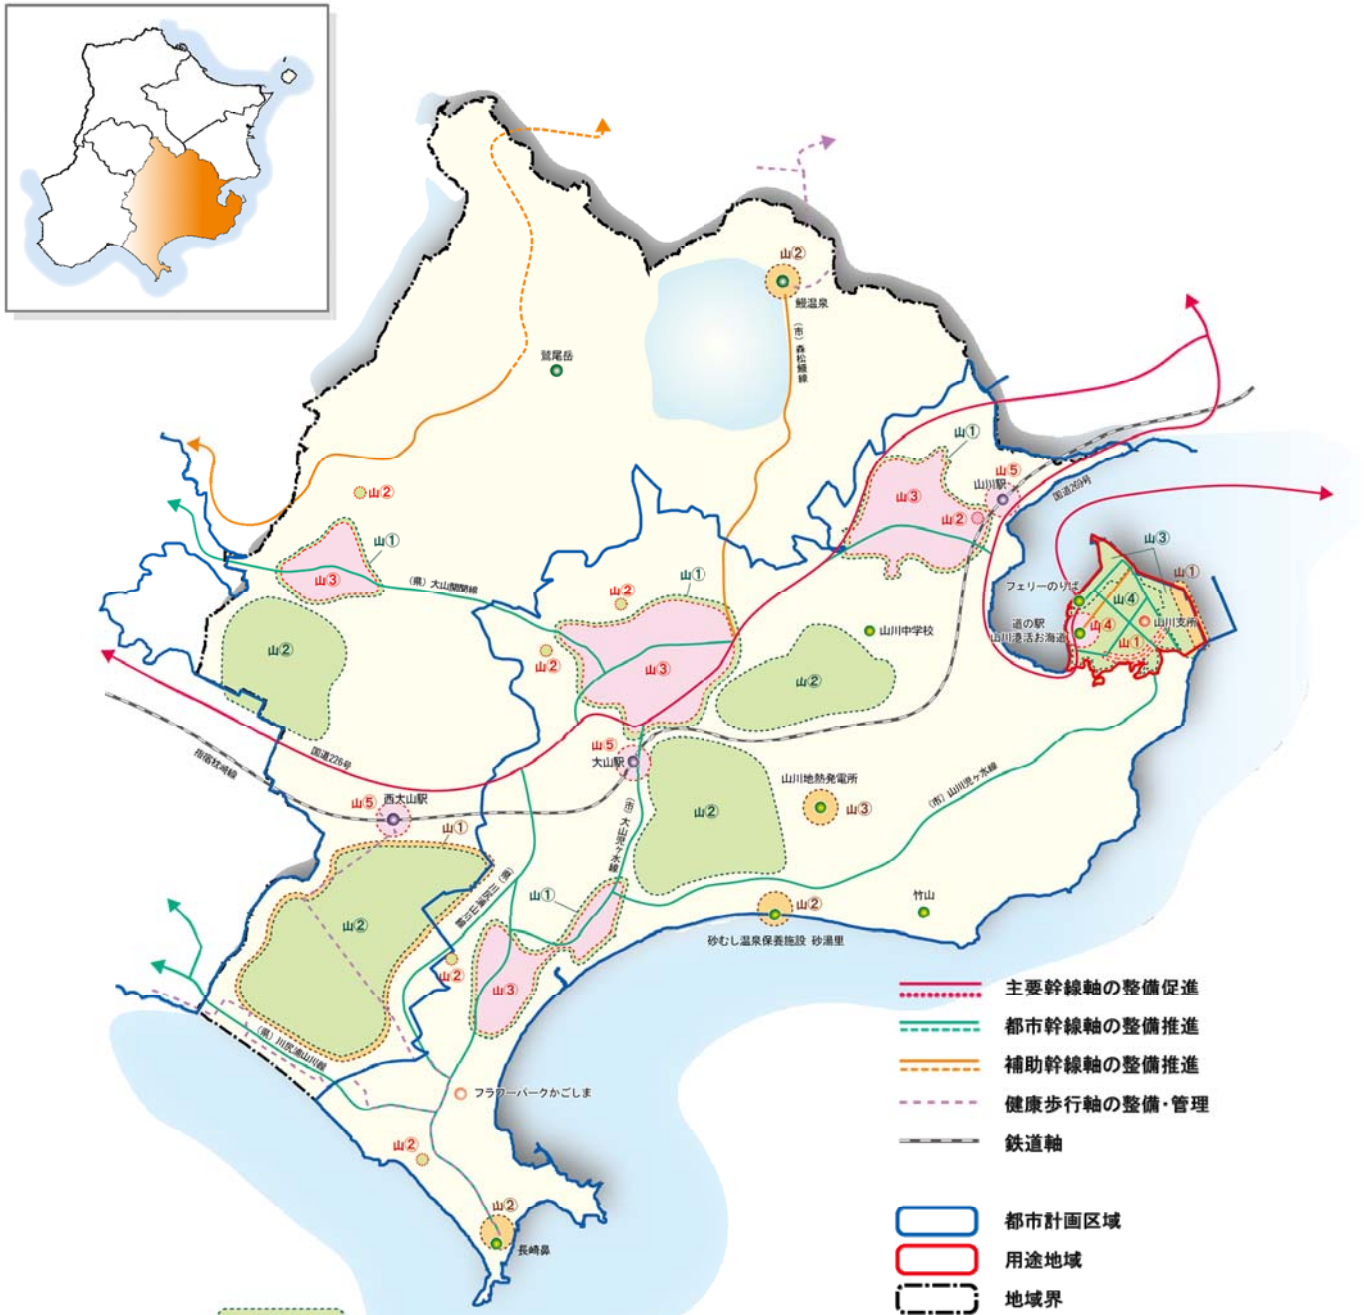 山②
鰻温泉
(市)森松鰻線
鷲尾岳
山①
山⑤
山川駅
山③
山②
国道269号
山②
山①
山③
(県)大山開聞線
山②
山①
山③
山②
山③
山①
フェリーのりば
山④
山④
山川支所
道の駅
山川港活お海道
山①
山川中学校
山②
山②
国道226号
指宿枕崎線
山⑤
大山駅
山⑤
西大山駅
山②
山川地熱発電所
山③
(市)大山児ヶ水線
(市)山川児ヶ水線
山①
山②
(県)川尻浦山川線
山①
山②
竹山
砂むし温泉保養施設 砂湯里
山②
山③
(県)川尻浦山川線
フラワーパークかごしま
山②
山②
長崎鼻
主要幹線軸の整備促進
都市幹線軸の整備推進
補助幹線軸の整備推進
健康歩行軸の整備・管理
鉄道軸
都市計画区域
用途地域
地域界